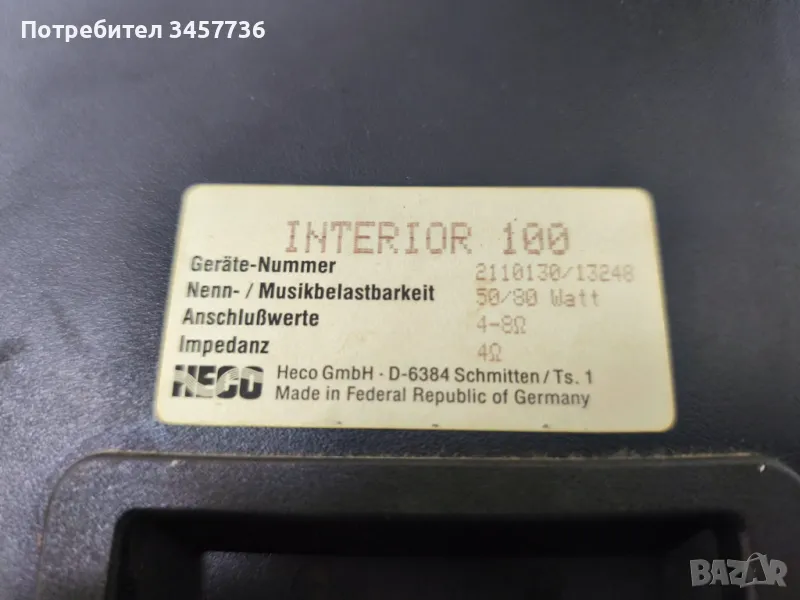 Потребител 3457736
INTERIOR 100
Geräte-Nummer 2110130/13248
Nenn- / Musikbelastbarkeit 50/80 Watt
Anschlußwerte 4-8Ω
Impedanz 4Ω
HECO Heco GmbH · D-6384 Schmitten / Ts. 1
Made in Federal Republic of Germany
BAZAR